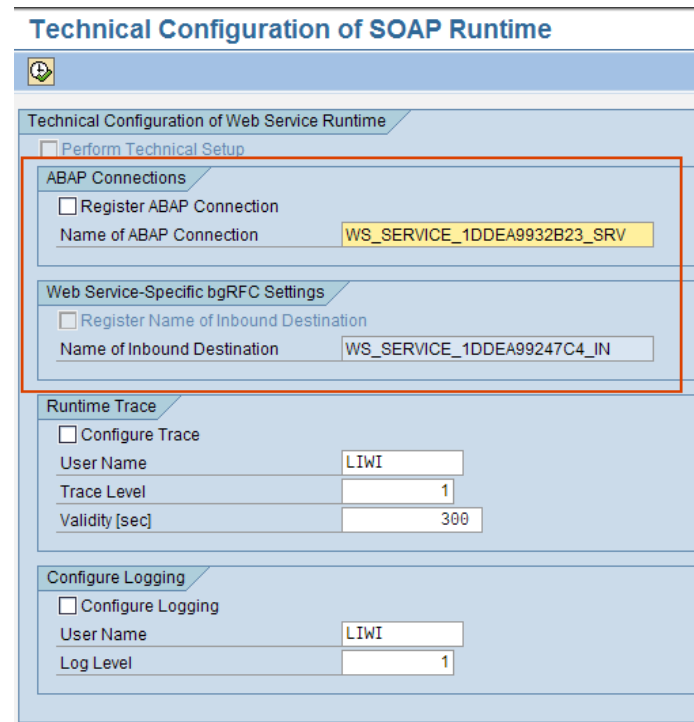 Technical Configuration of SOAP Runtime
Technical Configuration of Web Service Runtime
Perform Technical Setup
ABAP Connections
Register ABAP Connection
Name of ABAP Connection WS_SERVICE_1DDEA9932B23_SRV
Web Service-Specific bgRFC Settings
Register Name of Inbound Destination
Name of Inbound Destination WS_SERVICE_1DDEA99247C4_IN
Runtime Trace
Configure Trace
User Name LIWI
Trace Level 1
Validity [sec] 300
Configure Logging
Configure Logging
User Name LIWI
Log Level 1